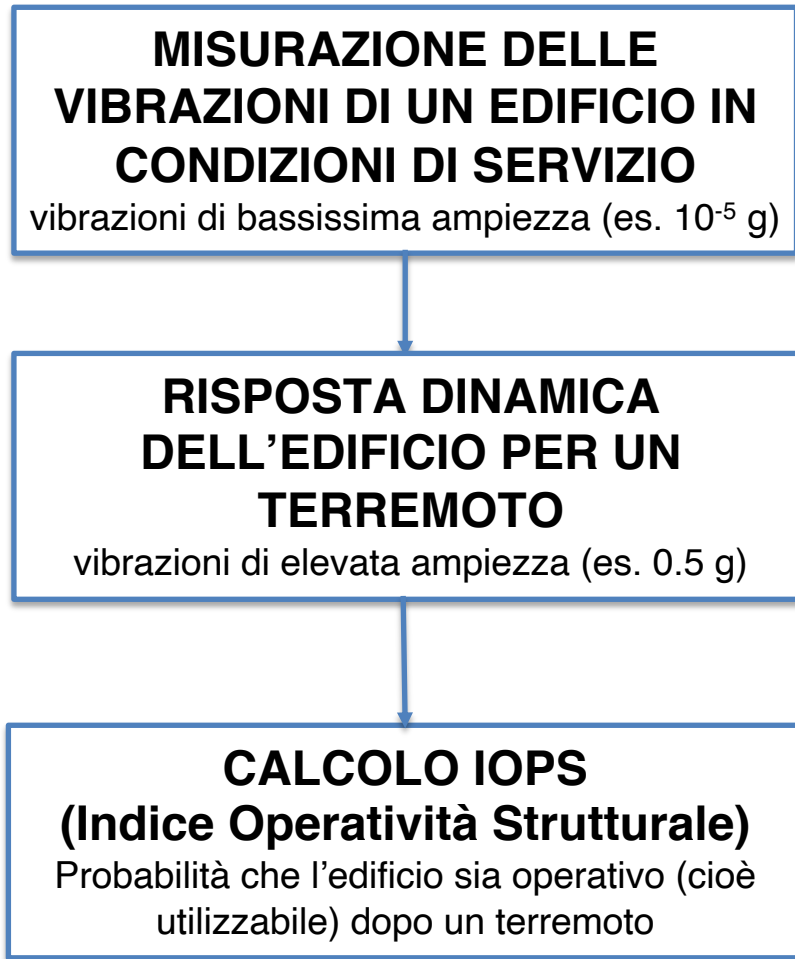 MISURAZIONE DELLE
VIBRAZIONI DI UN EDIFICIO IN
CONDIZIONI DI SERVIZIO
vibrazioni di bassissima ampiezza (es. 10⁻⁵ g)
RISPOSTA DINAMICA
DELL’EDIFICIO PER UN
TERREMOTO
vibrazioni di elevata ampiezza (es. 0.5 g)
CALCOLO IOPS
(Indice Operatività Strutturale)
Probabilità che l’edificio sia operativo (cioè
utilizzabile) dopo un terremoto